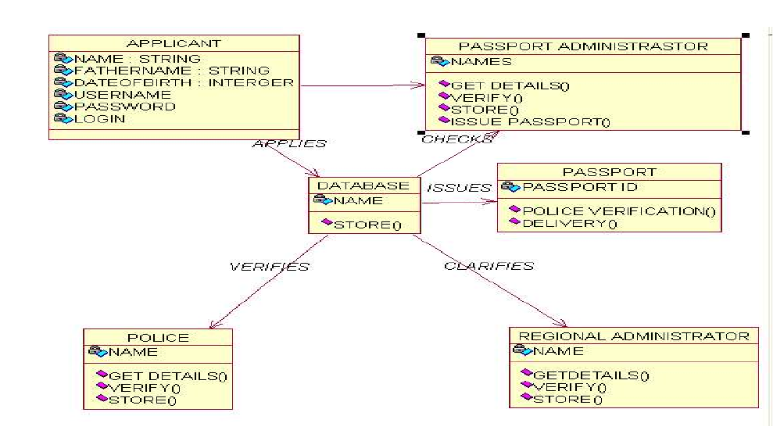 APPLICANT
NAME : STRING
FATHERNAME : STRING
DATEOFBIRTH : INTERGER
USERNAME
PASSWORD
LOGIN
PASSPORT ADMINISTRASTOR
NAMES
GET DETAILS()
VERIFY()
STORE()
ISSUE PASSPORT()
APPLIES
CHECKS
DATABASE
NAME
STORE()
ISSUES
PASSPORT
PASSPORT ID
POLICE VERIFICATION()
DELIVERY()
VERIFIES
CLARIFIES
POLICE
NAME
GET DETAILS()
VERIFY()
STORE()
REGIONAL ADMINISTRATOR
NAME
GETDETAILS()
VERIFY()
STORE()